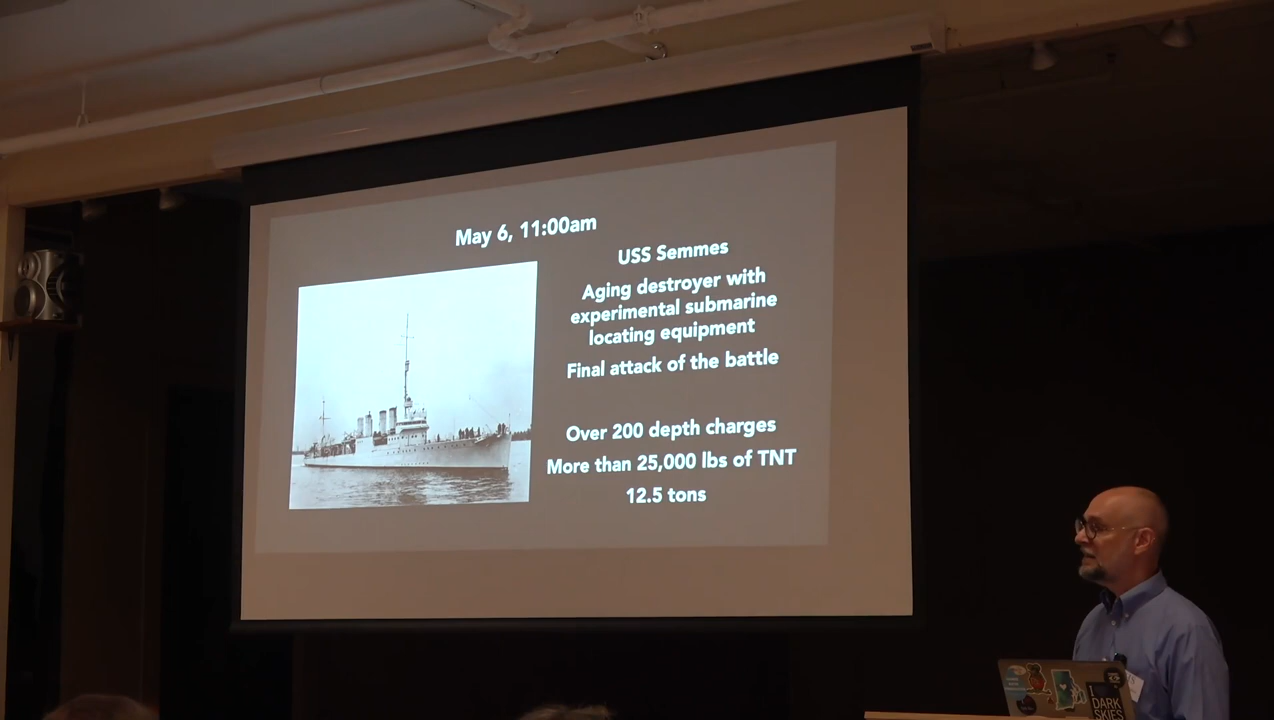 May 6, 11:00am
USS Semmes
Aging destroyer with
experimental submarine
locating equipment
Final attack of the battle
Over 200 depth charges
More than 25,000 lbs of TNT
12.5 tons
I
DARK
SKIES